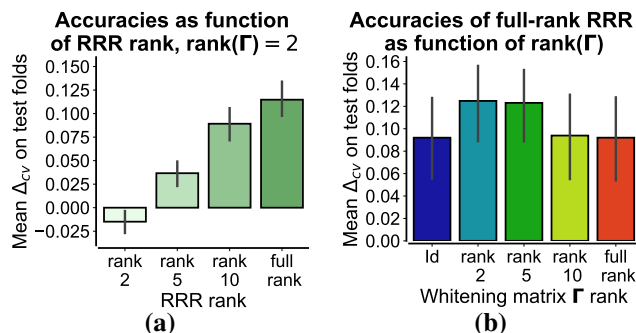 Accuracies as function
of RRR rank, rank(Γ) = 2
Mean Δcv on test folds
0.150
0.125
0.100
0.075
0.050
0.025
0.000
−0.025
rank 2
rank 5
rank 10
full rank
RRR rank
(a)
Accuracies of full-rank RRR
as function of rank(Γ)
Mean Δcv on test folds
0.16
0.14
0.12
0.10
0.08
0.06
0.04
0.02
0.00
Id
rank 2
rank 5
rank 10
full rank
Whitening matrix Γ rank
(b)